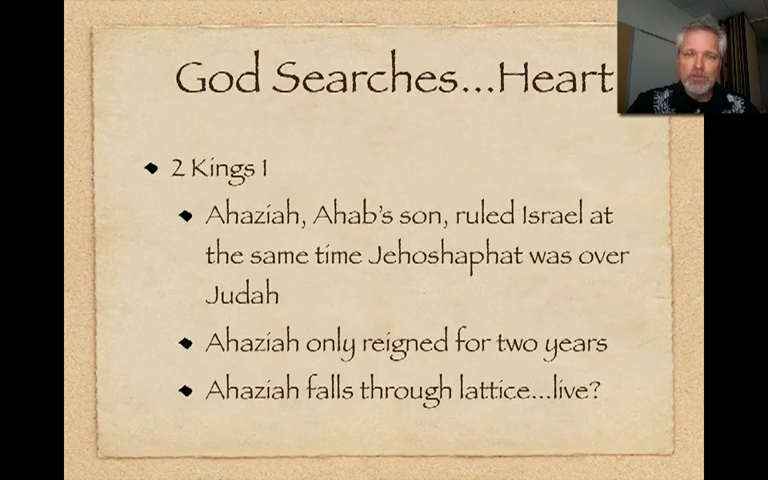 God Searches...Heart
2 Kings 1
Ahaziah, Ahab's son, ruled Israel at
the same time Jehoshaphat was over
Judah
Ahaziah only reigned for two years
Ahaziah falls through lattice...live?